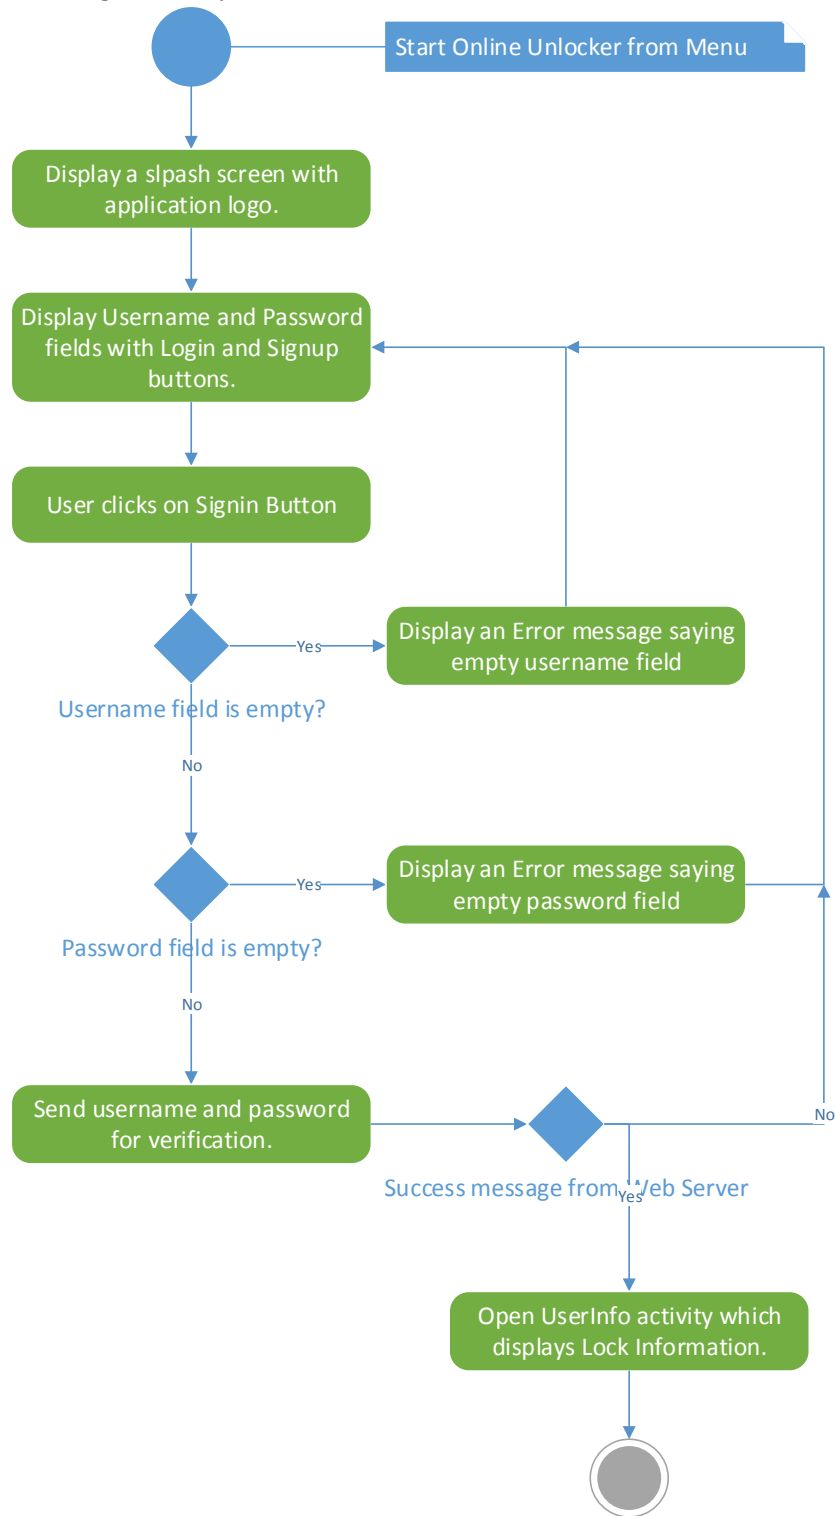 Start Online Unlocker from Menu
Display a slpash screen with
application logo.
Display Username and Password
fields with Login and Signup
buttons.
User clicks on Signin Button
Yes
Display an Error message saying
empty username field
Username field is empty?
No
Yes
Display an Error message saying
empty password field
Password field is empty?
No
Send username and password
for verification.
No
Success message from Web Server
Yes
Open UserInfo activity which
displays Lock Information.